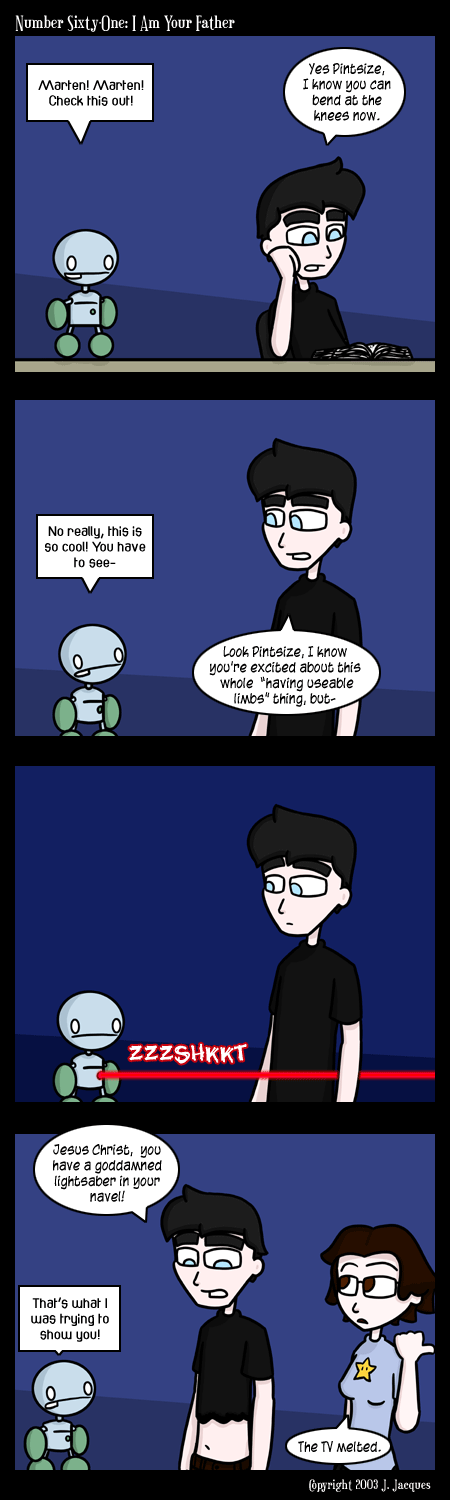 Number Sixty-One: I Am Your Father
Marten! Marten!
Check this out!
Yes Pintsize,
I know you can
bend at the
knees now.
No really, this is
so cool! You have
to see-
Look Pintsize, I know
you're excited about this
whole "having useable
limbs" thing, but-
ZZZSHKKT
Jesus Christ, you
have a goddamned
lightsaber in your
navel!
That's what I
was trying to
show you!
The TV melted.
Copyright 2003 J. Jacques